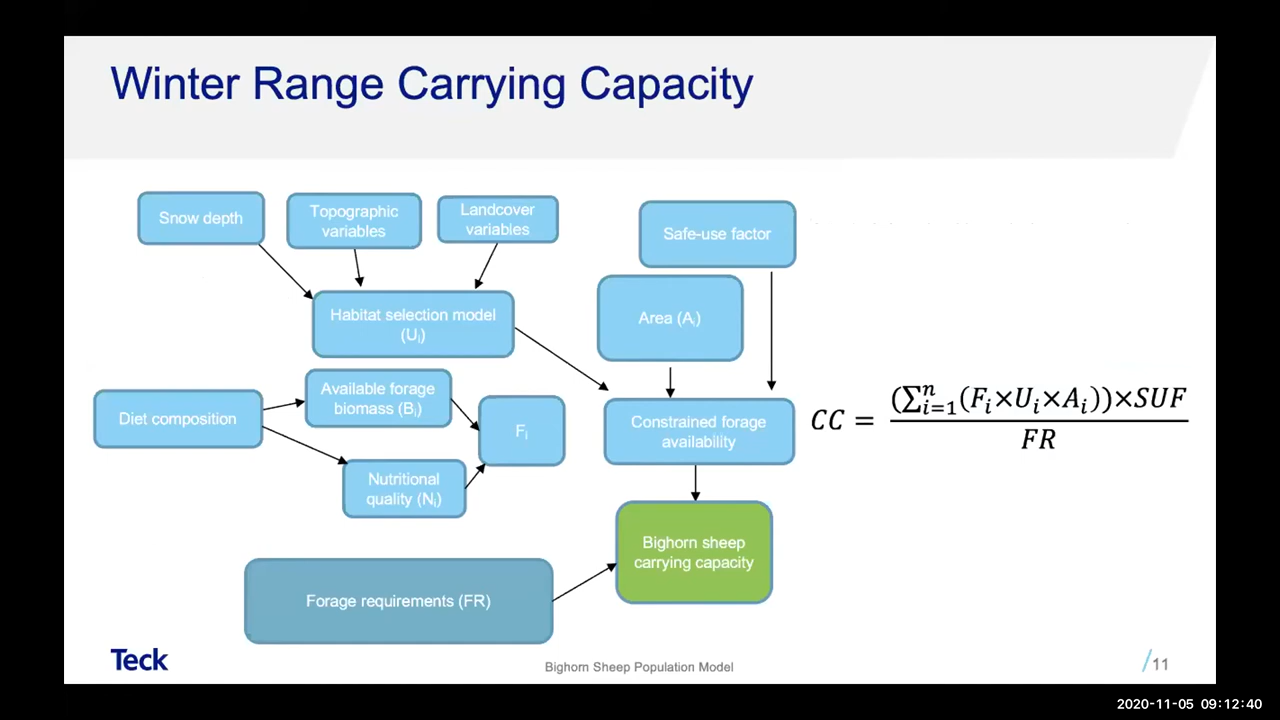 Winter Range Carrying Capacity
Snow depth
Topographic
variables
Landcover
variables
Safe-use factor
Habitat selection model
(Uᵢ)
Area (Aᵢ)
Diet composition
Available forage
biomass (Bᵢ)
Fᵢ
Nutritional
quality (Nᵢ)
Constrained forage
availability
CC = (∑ⁿᵢ₌₁(Fᵢ×Uᵢ×Aᵢ))×SUF
FR
Bighorn sheep
carrying capacity
Forage requirements (FR)
Teck
Bighorn Sheep Population Model
/11
2020-11-05 09:12:40